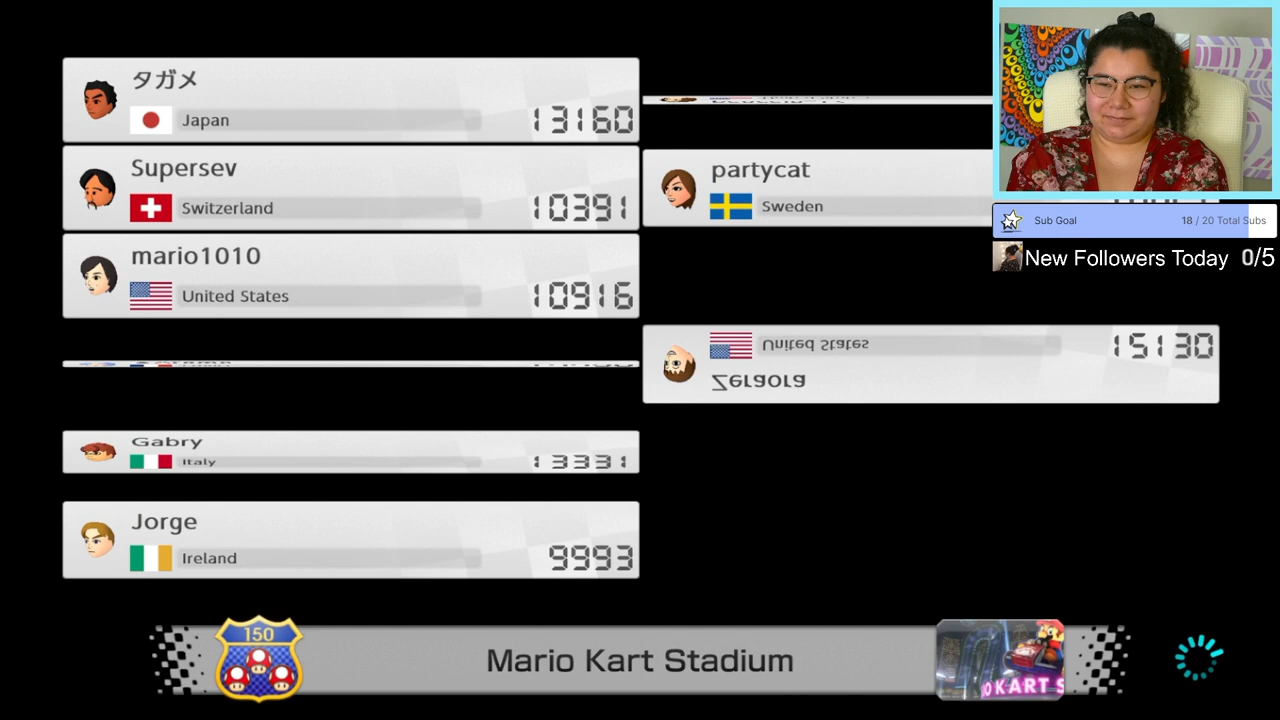 タガメ
Japan
13160
Supersev
Switzerland
10391
partycat
Sweden
mario1010
United States
10916
United States
15130
Zeraora
Gabry
Italy
13331
Jorge
Ireland
9993
Sub Goal
18 / 20 Total Subs
New Followers Today 0/5
150
Mario Kart Stadium
O KART S